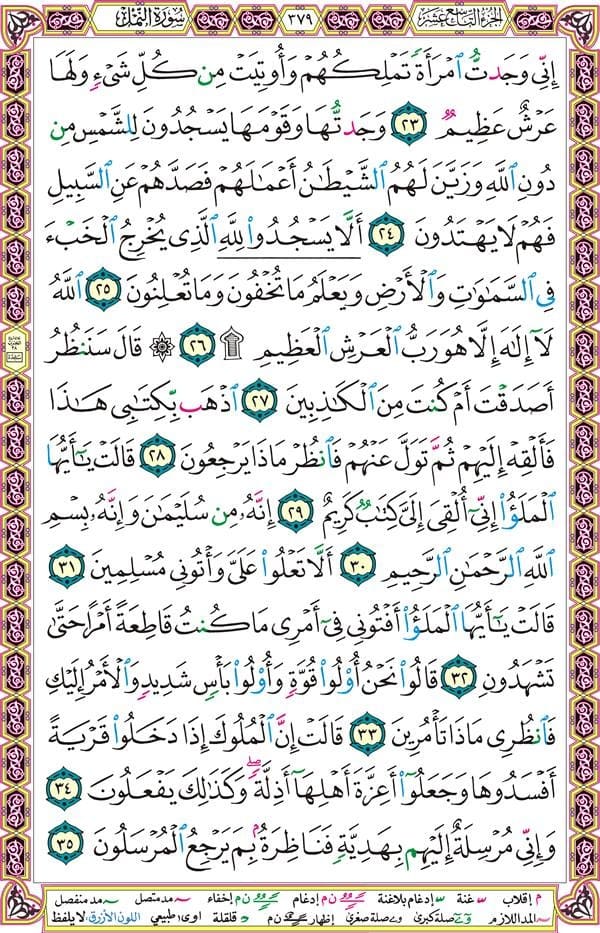 الجزء التاسع عشر ٣٧٩ سورة النمل
إِنِّى وَجَدتُّ ٱمْرَأَةً تَمْلِكُهُمْ وَأُوتِيَتْ مِن كُلِّ شَىْءٍ وَلَهَا
عَرْشٌ عَظِيمٌ ٢٣ وَجَدتُّهَا وَقَوْمَهَا يَسْجُدُونَ لِلشَّمْسِ مِن
دُونِ ٱللَّهِ وَزَيَّنَ لَهُمُ ٱلشَّيْطَٰنُ أَعْمَٰلَهُمْ فَصَدَّهُمْ عَنِ ٱلسَّبِيلِ
فَهُمْ لَا يَهْتَدُونَ ٢٤ أَلَّا يَسْجُدُوا۟ لِلَّهِ ٱلَّذِى يُخْرِجُ ٱلْخَبْءَ
فِى ٱلسَّمَٰوَٰتِ وَٱلْأَرْضِ وَيَعْلَمُ مَا تُخْفُونَ وَمَا تُعْلِنُونَ ٢٥ ٱللَّهُ
لَآ إِلَٰهَ إِلَّا هُوَ رَبُّ ٱلْعَرْشِ ٱلْعَظِيمِ ۩ ٢٦ ۞ قَالَ سَنَنظُرُ
أَصَدَقْتَ أَمْ كُنتَ مِنَ ٱلْكَٰذِبِينَ ٢٧ ٱذْهَب بِّكِتَٰبِى هَٰذَا
فَأَلْقِهْ إِلَيْهِمْ ثُمَّ تَوَلَّ عَنْهُمْ فَٱنظُرْ مَاذَا يَرْجِعُونَ ٢٨ قَالَتْ يَٰٓأَيُّهَا
ٱلْمَلَؤُا۟ إِنِّىٓ أُلْقِىَ إِلَىَّ كِتَٰبٌ كَرِيمٌ ٢٩ إِنَّهُۥ مِن سُلَيْمَٰنَ وَإِنَّهُۥ بِسْمِ
ٱللَّهِ ٱلرَّحْمَٰنِ ٱلرَّحِيمِ ٣٠ أَلَّا تَعْلُوا۟ عَلَىَّ وَأْتُونِى مُسْلِمِينَ ٣١
قَالَتْ يَٰٓأَيُّهَا ٱلْمَلَؤُا۟ أَفْتُونِى فِىٓ أَمْرِى مَا كُنتُ قَاطِعَةً أَمْرًا حَتَّىٰ
تَشْهَدُونِ ٣٢ قَالُوا۟ نَحْنُ أُو۟لُوا۟ قُوَّةٍ وَأُو۟لُوا۟ بَأْسٍ شَدِيدٍ وَٱلْأَمْرُ إِلَيْكِ
فَٱنظُرِى مَاذَا تَأْمُرِينَ ٣٣ قَالَتْ إِنَّ ٱلْمُلُوكَ إِذَا دَخَلُوا۟ قَرْيَةً
أَفْسَدُوهَا وَجَعَلُوٓا۟ أَعِزَّةَ أَهْلِهَآ أَذِلَّةً ۖ وَكَذَٰلِكَ يَفْعَلُونَ ٣٤
وَإِنِّى مُرْسِلَةٌ إِلَيْهِم بِهَدِيَّةٍ فَنَاظِرَةٌۢ بِمَ يَرْجِعُ ٱلْمُرْسَلُونَ ٣٥
م إقلاب س غنة إدغام بلاغنة ن م إدغام ن م إخفاء مد متصل مد منفصل
المد اللازم صلة كبرى صلة صغرى إظهار ن م قلقلة اوى طبيعي اللون الأزرق: لا يلفظ